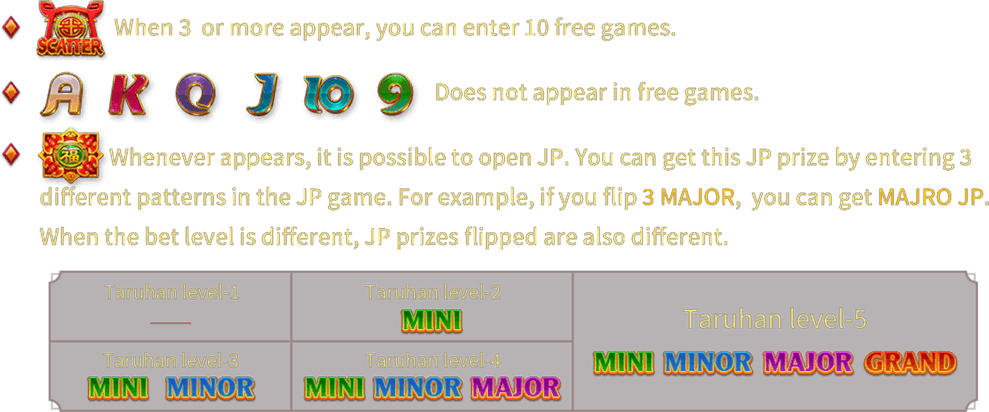 SCATTER When 3 or more appear, you can enter 10 free games.
A K Q J 10 9 Does not appear in free games.
福 Whenever appears, it is possible to open JP. You can get this JP prize by entering 3
different patterns in the JP game. For example, if you flip 3 MAJOR, you can get MAJRO JP.
When the bet level is different, JP prizes flipped are also different.
Taruhan level-1
Taruhan level-2
MINI
Taruhan level-3
MINI MINOR
Taruhan level-4
MINI MINOR MAJOR
Taruhan level-5
MINI MINOR MAJOR GRAND